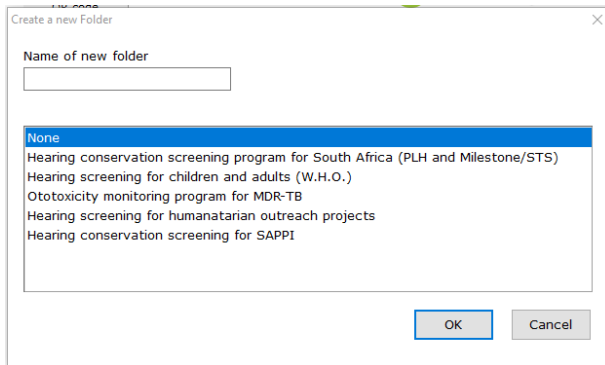 Create a new Folder
Name of new folder
None
Hearing conservation screening program for South Africa (PLH and Milestone/STS)
Hearing screening for children and adults (W.H.O.)
Ototoxicity monitoring program for MDR-TB
Hearing screening for humanatarian outreach projects
Hearing conservation screening for SAPPI
OK
Cancel